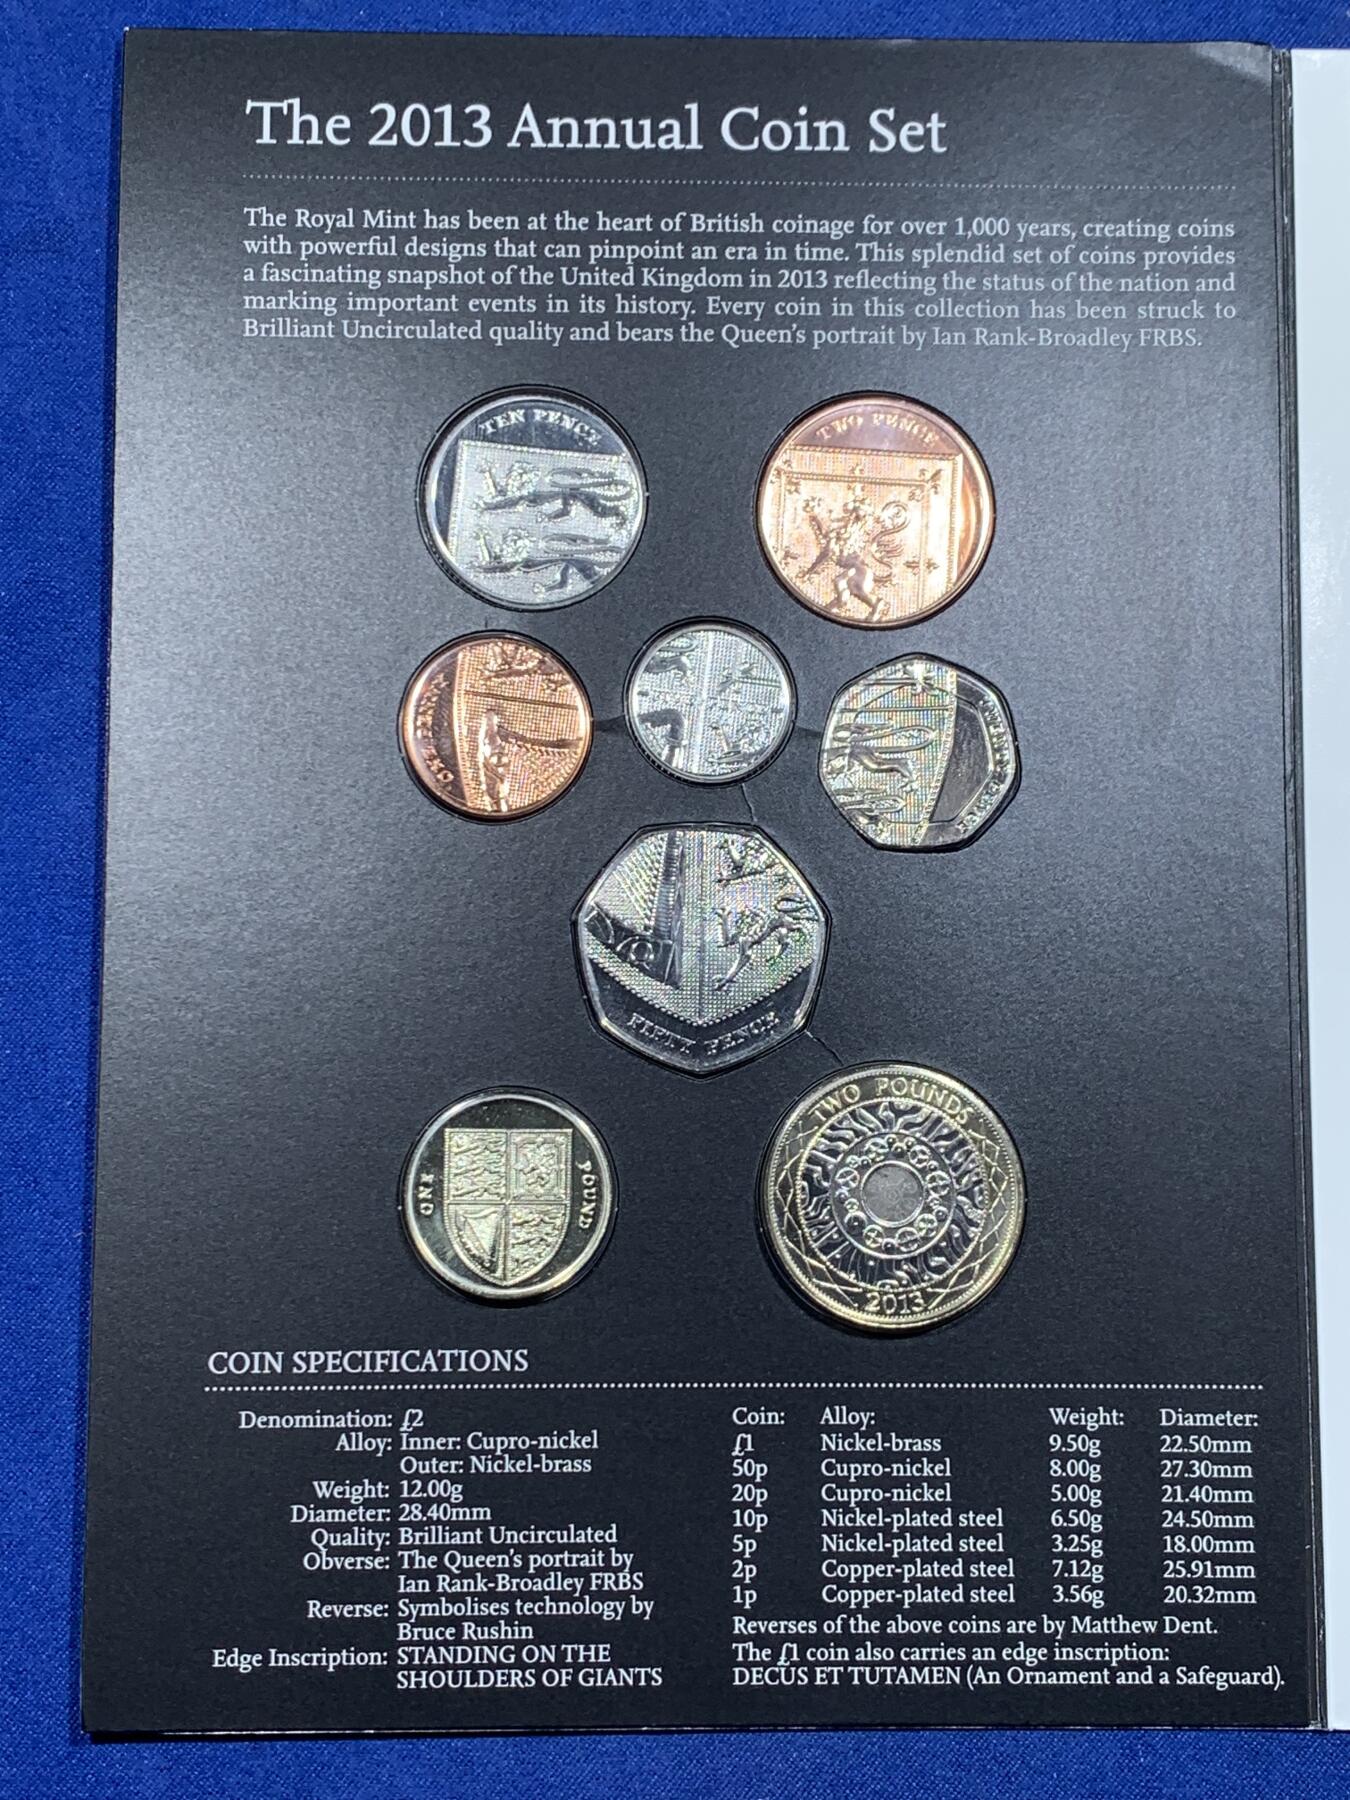 The 2013 Annual Coin Set
The Royal Mint has been at the heart of British coinage for over 1,000 years, creating coins
with powerful designs that can pinpoint an era in time. This splendid set of coins provides
a fascinating snapshot of the United Kingdom in 2013 reflecting the status of the nation and
marking important events in its history. Every coin in this collection has been struck to
Brilliant Uncirculated quality and bears the Queen's portrait by Ian Rank-Broadley FRBS.
TEN PENCE
TWO PENCE
ONE PENNY
TWENTY PENCE
FIFTY PENCE
ONE POUND
TWO POUNDS
2013
COIN SPECIFICATIONS
Denomination: £2
Alloy: Inner: Cupro-nickel
Outer: Nickel-brass
Weight: 12.00g
Diameter: 28.40mm
Quality: Brilliant Uncirculated
Obverse: The Queen's portrait by
Ian Rank-Broadley FRBS
Reverse: Symbolises technology by
Bruce Rushin
Edge Inscription: STANDING ON THE
SHOULDERS OF GIANTS
Coin: Alloy: Weight: Diameter:
£1 Nickel-brass 9.50g 22.50mm
50p Cupro-nickel 8.00g 27.30mm
20p Cupro-nickel 5.00g 21.40mm
10p Nickel-plated steel 6.50g 24.50mm
5p Nickel-plated steel 3.25g 18.00mm
2p Copper-plated steel 7.12g 25.91mm
1p Copper-plated steel 3.56g 20.32mm
Reverses of the above coins are by Matthew Dent.
The £1 coin also carries an edge inscription:
DECUS ET TUTAMEN (An Ornament and a Safeguard).